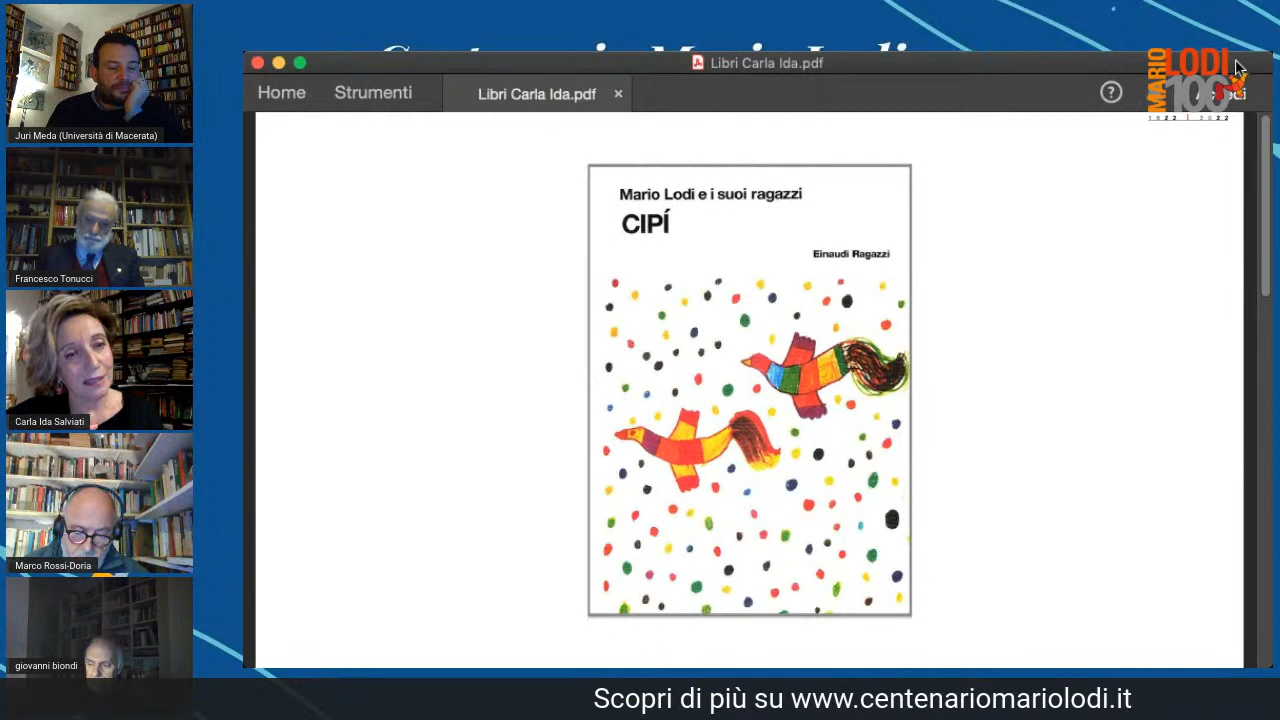 Juri Meda (Università di Macerata)
Francesco Tonucci
Carla Ida Salviati
Marco Rossi-Doria
giovanni biondi
Libri Carla Ida.pdf
Home
Strumenti
Libri Carla Ida.pdf
×
?
MARIO
LODI
100
1922 | 2022
Mario Lodi e i suoi ragazzi
CIPÍ
Einaudi Ragazzi
Scopri di più su www.centenariomariolodi.it